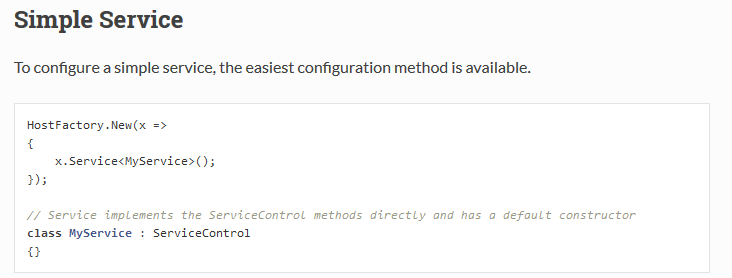 Simple Service
To configure a simple service, the easiest configuration method is available.
HostFactory.New(x =>
{
    x.Service<MyService>();
});
// Service implements the ServiceControl methods directly and has a default constructor
class MyService : ServiceControl
{}